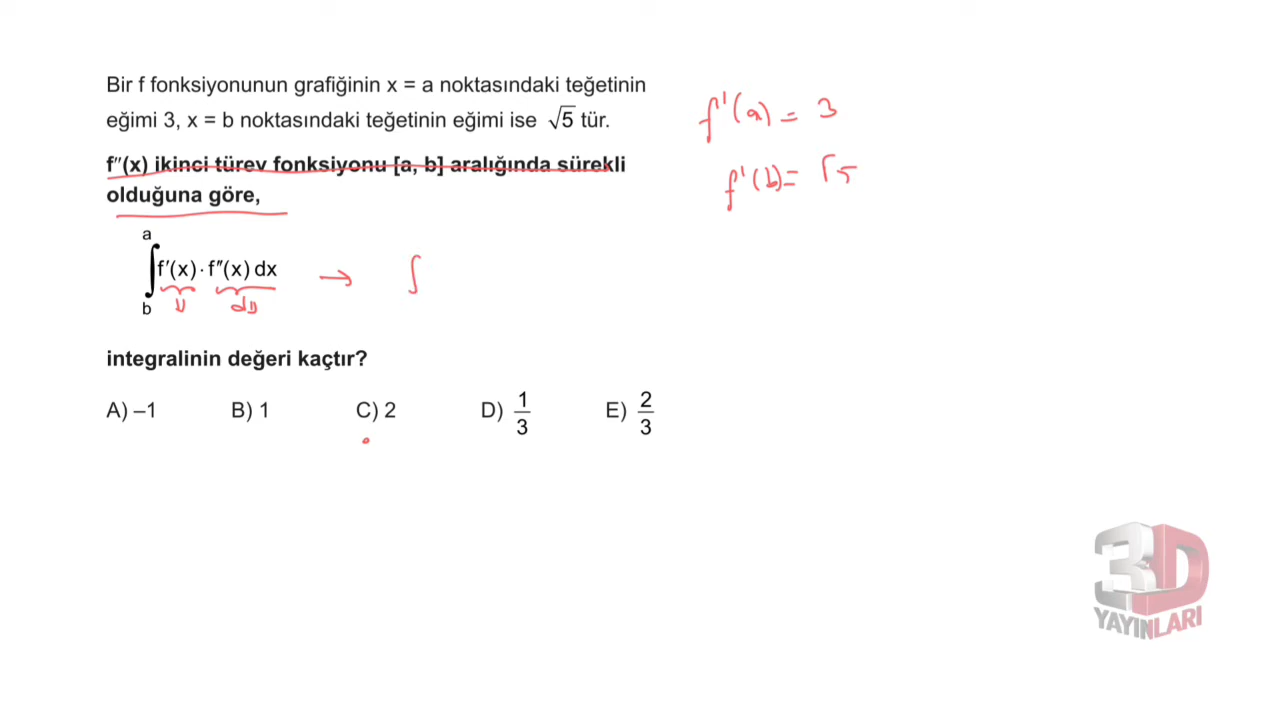 Bir f fonksiyonunun grafiğinin x = a noktasındaki teğetinin
eğimi 3, x = b noktasındaki teğetinin eğimi ise √5 tür.
f″(x) ikinci türev fonksiyonu [a, b] aralığında sürekli
olduğuna göre,
f'(a) = 3
f'(b) = √5
a
∫f′(x) · f″(x) dx → ∫
b
u du
integralinin değeri kaçtır?
A) –1 B) 1 C) 2 D) 1/3 E) 2/3
3D
YAYINLARI